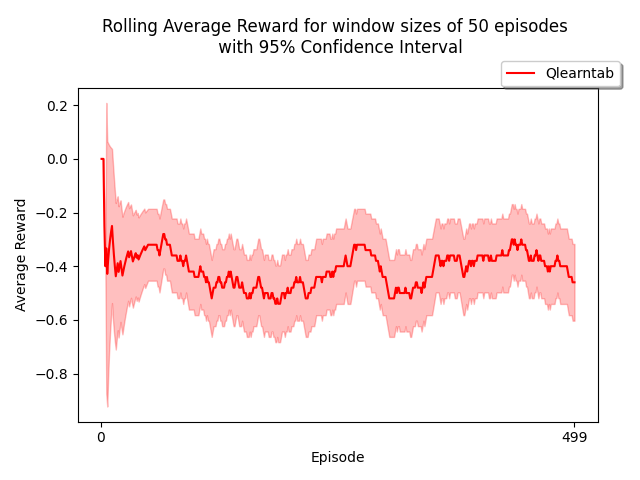 Rolling Average Reward for window sizes of 50 episodes
with 95% Confidence Interval
Qlearntab
0.2
0.0
−0.2
−0.4
−0.6
−0.8
Average Reward
0
499
Episode